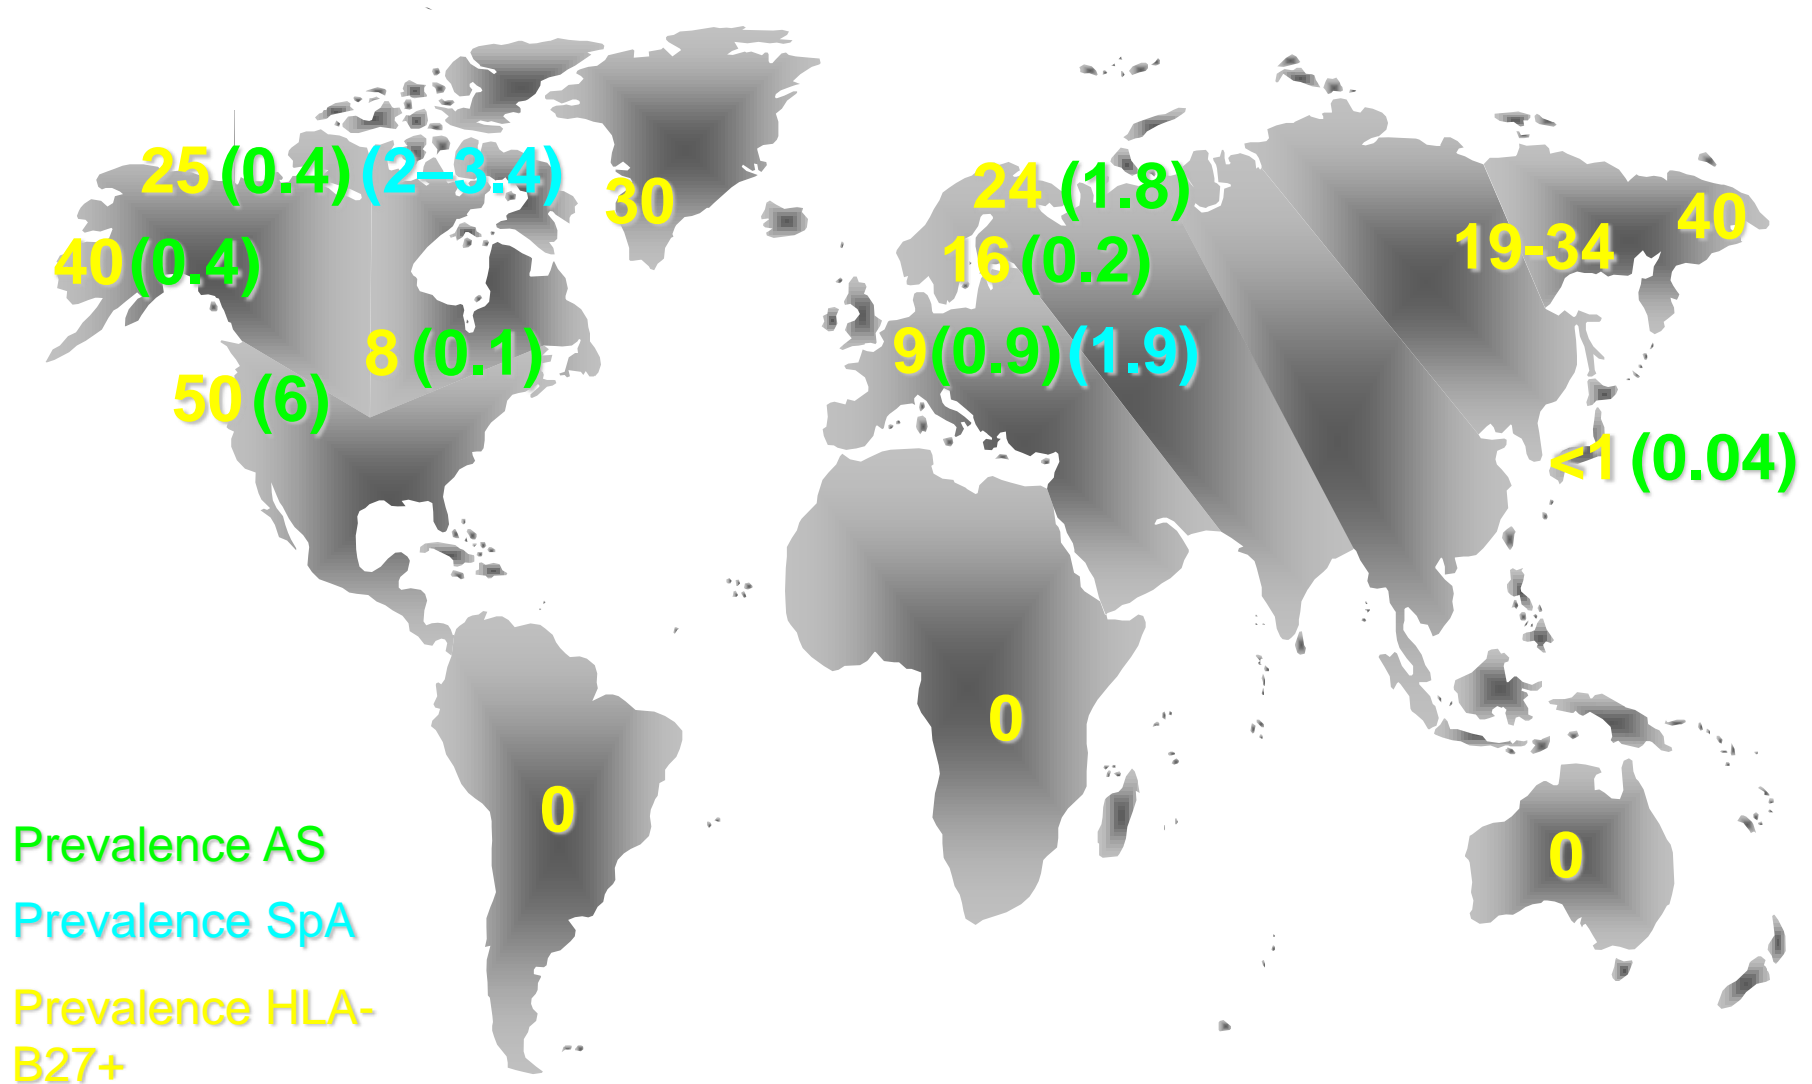 25 (0.4) (2–3.4)
30
24 (1.8)
40
19-34
40 (0.4)
16 (0.2)
8 (0.1)
9 (0.9) (1.9)
50 (6)
<1 (0.04)
0
0
0
Prevalence AS
Prevalence SpA
Prevalence HLA-
B27+